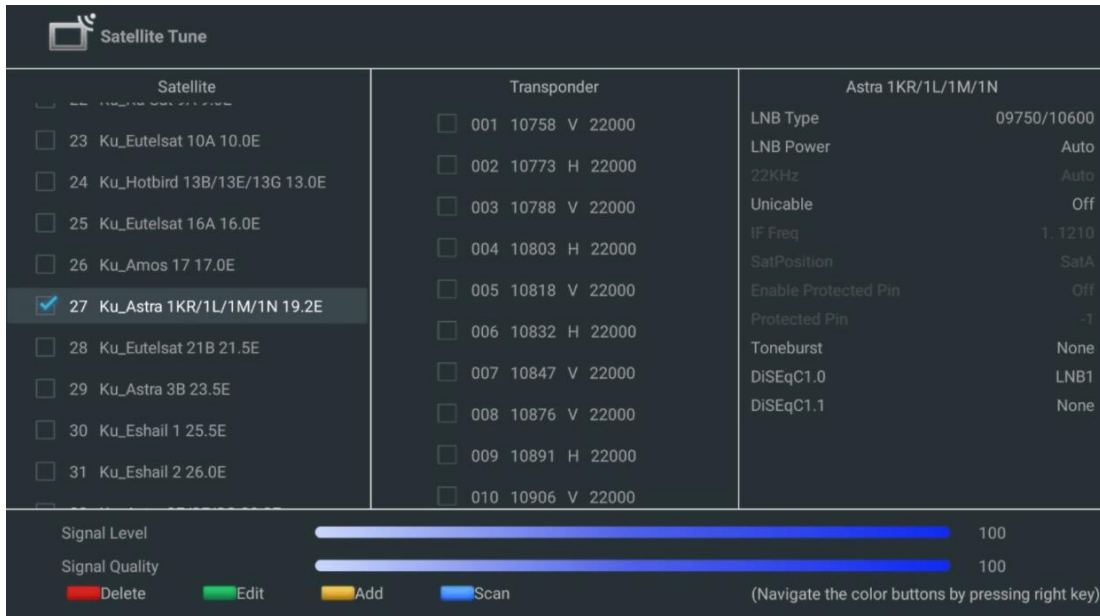 Satellite Tune
Satellite
23 Ku_Eutelsat 10A 10.0E
24 Ku_Hotbird 13B/13E/13G 13.0E
25 Ku_Eutelsat 16A 16.0E
26 Ku_Amos 17 17.0E
27 Ku_Astra 1KR/1L/1M/1N 19.2E
28 Ku_Eutelsat 21B 21.5E
29 Ku_Astra 3B 23.5E
30 Ku_Eshail 1 25.5E
31 Ku_Eshail 2 26.0E
Transponder
001 10758 V 22000
002 10773 H 22000
003 10788 V 22000
004 10803 H 22000
005 10818 V 22000
006 10832 H 22000
007 10847 V 22000
008 10876 V 22000
009 10891 H 22000
010 10906 V 22000
Astra 1KR/1L/1M/1N
LNB Type 09750/10600
LNB Power Auto
22KHz Auto
Unicable Off
IF Freq 1. 1210
SatPosition SatA
Enable Protected Pin Off
Protected Pin -1
Toneburst None
DiSEqC1.0 LNB1
DiSEqC1.1 None
Signal Level 100
Signal Quality 100
Delete Edit Add Scan (Navigate the color buttons by pressing right key)